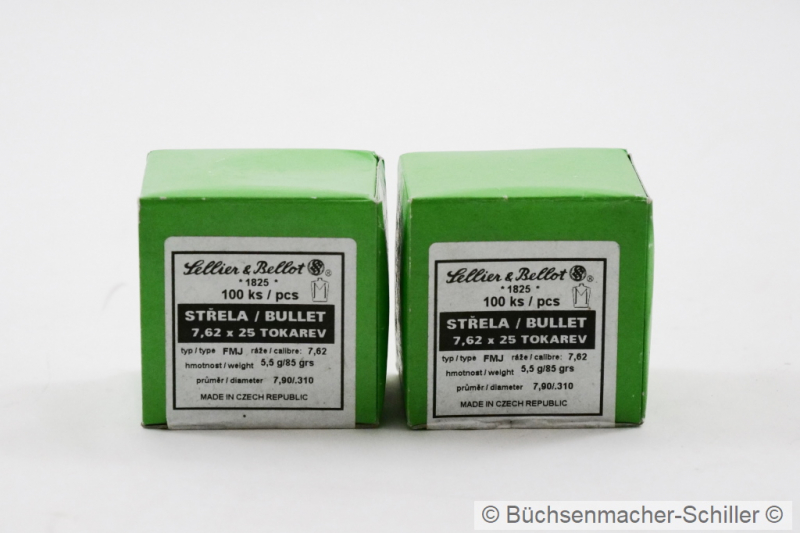 Sellier & Bellot ®
* 1825 *
100 ks / pcs
STŘELA / BULLET
7,62 x 25 TOKAREV
typ / type FMJ ráže / calibre: 7,62
hmotnost / weight 5,5 g/85 grs
průměr / diameter 7,90/.310
MADE IN CZECH REPUBLIC
Sellier & Bellot ®
* 1825 *
100 ks / pcs
STŘELA / BULLET
7,62 x 25 TOKAREV
typ / type FMJ ráže / calibre: 7,62
hmotnost / weight 5,5 g/85 grs
průměr / diameter 7,90/.310
MADE IN CZECH REPUBLIC
© Büchsenmacher-Schiller ©